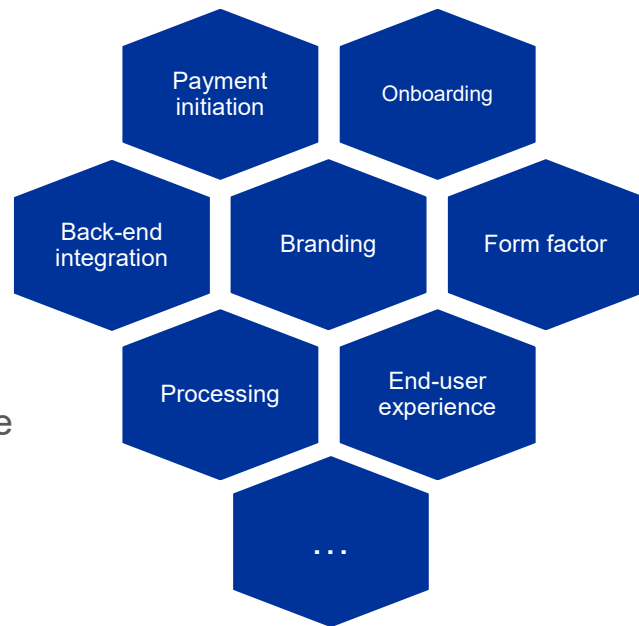 Payment
initiation
Onboarding
Back-end
integration
Branding
Form factor
Processing
End-user
experience
e
...